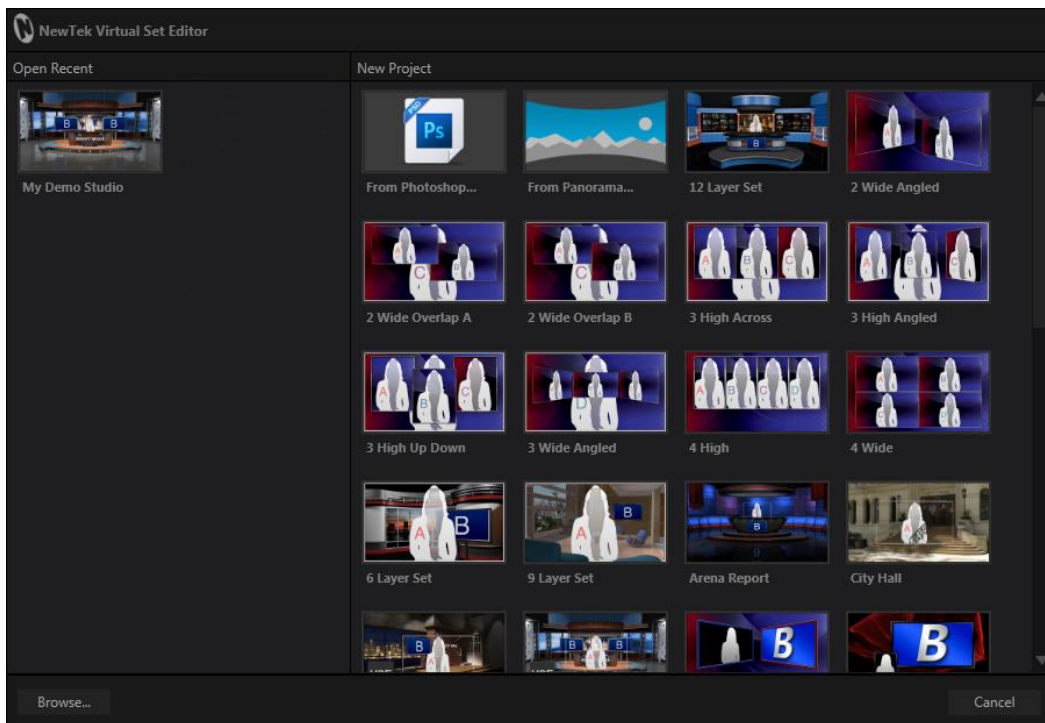 NewTek Virtual Set Editor
Open Recent
New Project
My Demo Studio
PSD
Ps
From Photoshop...
From Panorama...
B
12 Layer Set
A
B
2 Wide Angled
A
B
C
2 Wide Overlap A
A
C
B
2 Wide Overlap B
A
B
C
3 High Across
A
B
C
3 High Angled
A
B
C
3 High Up Down
D
3 Wide Angled
A
B
C
D
4 High
4 Wide
A
B
6 Layer Set
A
B
9 Layer Set
B
Arena Report
A
City Hall
B
B
B
B
B
Browse...
Cancel